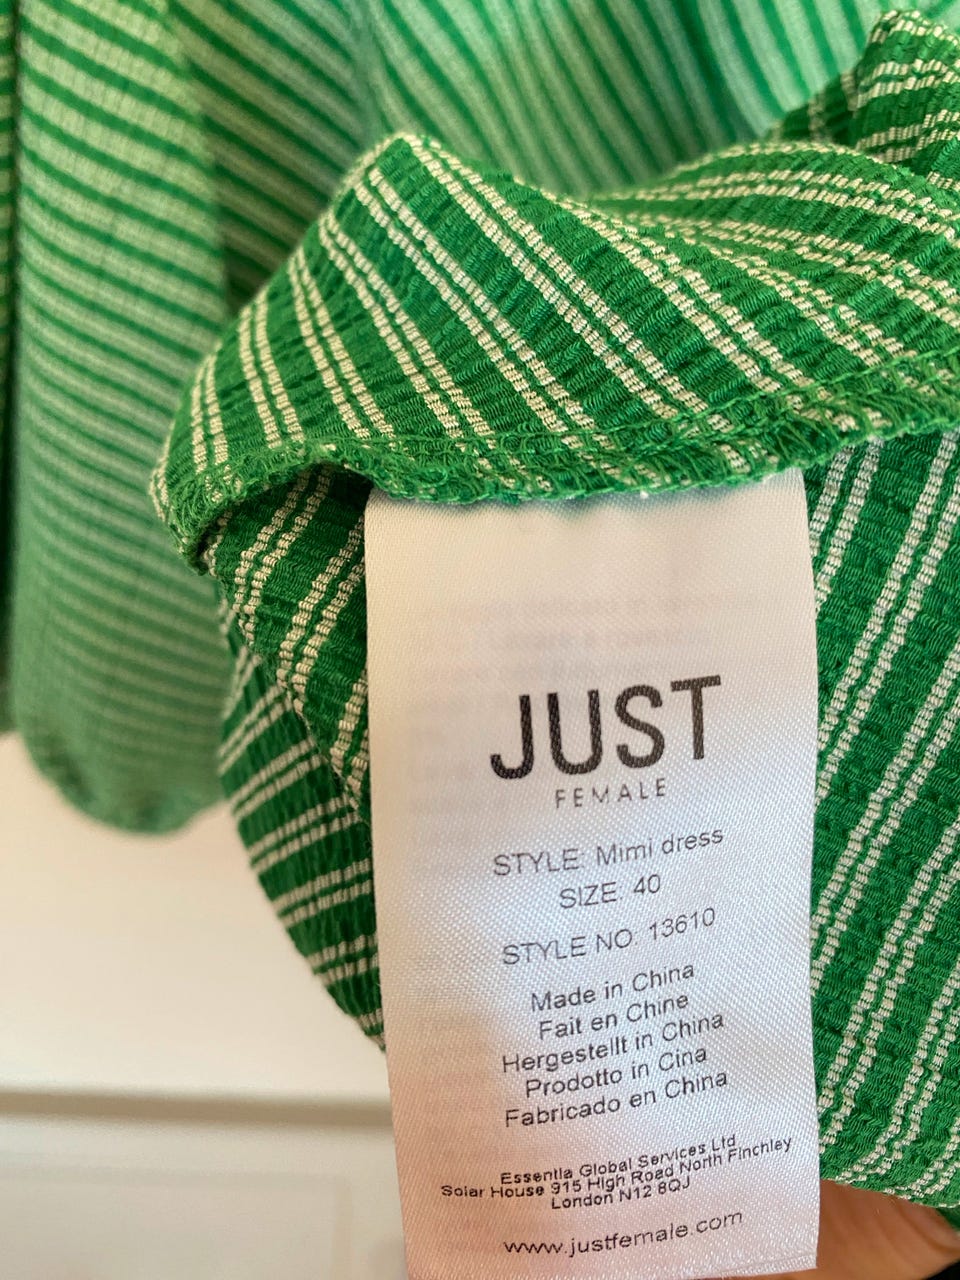 JUST
FEMALE
STYLE: Mimi dress
SIZE: 40
STYLE NO. 13610
Made in China
Fait en Chine
Hergestellt in China
Prodotto in Cina
Fabricado en China
Essentia Global Services Ltd
Solar House 915 High Road North Finchley
London N12 8QJ
www.justfemale.com